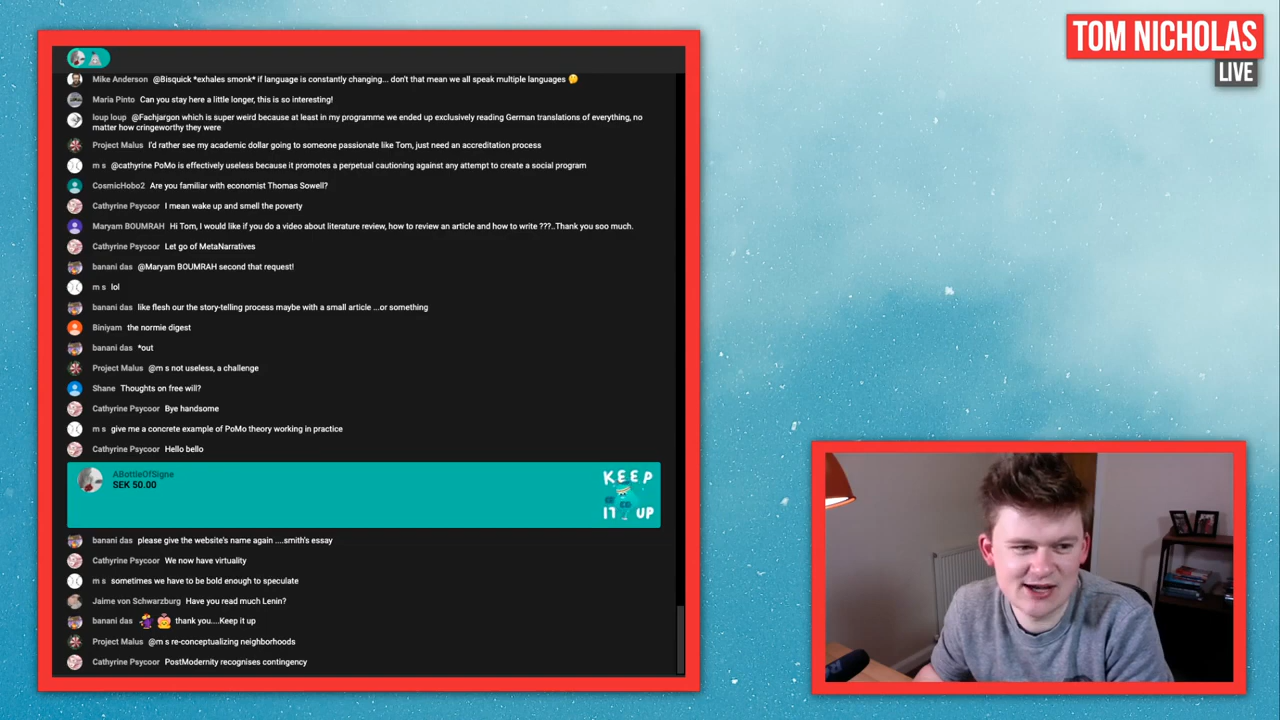 TOM NICHOLAS
LIVE
Mike Anderson @Bisquick *exhales smonk* if language is constantly changing... don't that mean we all speak multiple languages 🤔
Maria Pinto Can you stay here a little longer, this is so interesting!
loup loup @Fachjargon which is super weird because at least in my programme we ended up exclusively reading German translations of everything, no
matter how cringeworthy they were
Project Malus I'd rather see my academic dollar going to someone passionate like Tom, just need an accreditation process
m s @cathyrine PoMo is effectively useless because it promotes a perpetual cautioning against any attempt to create a social program
CosmicHobo2 Are you familiar with economist Thomas Sowell?
Cathyrine Psycoor I mean wake up and smell the poverty
Maryam BOUMRAH Hi Tom, I would like if you do a video about literature review, how to review an article and how to write ???..Thank you soo much.
Cathyrine Psycoor Let go of MetaNarratives
banani das @Maryam BOUMRAH second that request!
m s lol
banani das like flesh our the story-telling process maybe with a small article ...or something
Biniyam the normie digest
banani das *out
Project Malus @m s not useless, a challenge
Shane Thoughts on free will?
Cathyrine Psycoor Bye handsome
m s give me a concrete example of PoMo theory working in practice
Cathyrine Psycoor Hello bello
ABottleOfSigne
SEK 50.00
KEEP
IT UP
banani das please give the website's name again ....smith's essay
Cathyrine Psycoor We now have virtuality
m s sometimes we have to be bold enough to speculate
Jaime von Schwarzburg Have you read much Lenin?
banani das thank you....Keep it up
Project Malus @m s re-conceptualizing neighborhoods
Cathyrine Psycoor PostModernity recognises contingency